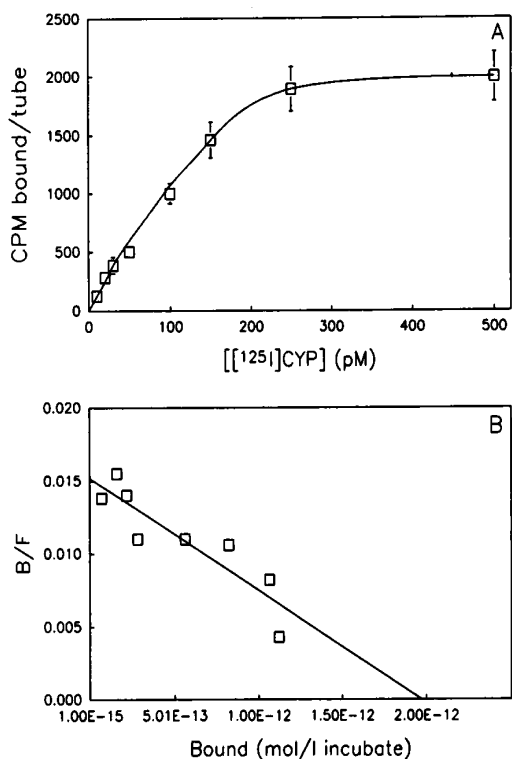 A
CPM bound/tube
2500
2000
1500
1000
500
0
0 100 200 300 400 500
[[125I]CYP] (pM)
B
B/F
0.020
0.015
0.010
0.005
0.000
1.00E-15 5.01E-13 1.00E-12 1.50E-12 2.00E-12
Bound (mol/l incubate)